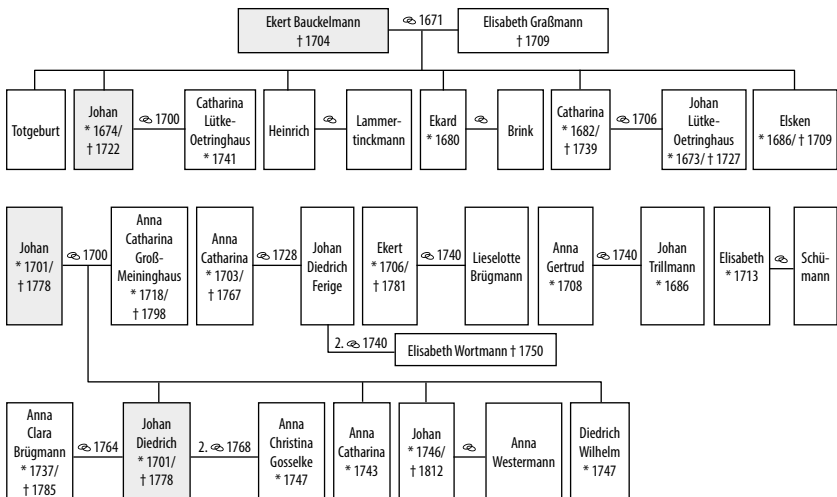 Ekert Bauckelmann
† 1704
⚭ 1671
Elisabeth Graßmann
† 1709
Totgeburt
Johan
* 1674/
† 1722
⚭ 1700
Catharina
Lütke-
Oetringhaus
* 1741
Heinrich
⚭
Lammer-
tinckmann
Ekard
* 1680
⚭
Brink
Catharina
* 1682/
† 1739
⚭ 1706
Johan
Lütke-
Oetringhaus
* 1673/ † 1727
Elsken
* 1686/ † 1709
Johan
* 1701/
† 1778
⚭ 1700
Anna
Catharina
Groß-
Meininghaus
* 1718/
† 1798
Anna
Catharina
* 1703/
† 1767
⚭ 1728
Johan
Diedrich
Ferige
Ekert
* 1706/
† 1781
⚭ 1740
Lieselotte
Brügmann
Anna
Gertrud
* 1708
⚭ 1740
Johan
Trillmann
* 1686
Elisabeth
* 1713
⚭
Schü-
mann
2. ⚭ 1740
Elisabeth Wortmann † 1750
Anna
Clara
Brügmann
* 1737/
† 1785
⚭ 1764
Johan
Diedrich
* 1701/
† 1778
2. ⚭ 1768
Anna
Christina
Gosselke
* 1747
Anna
Catharina
* 1743
Johan
* 1746/
† 1812
⚭
Anna
Westermann
Diedrich
Wilhelm
* 1747